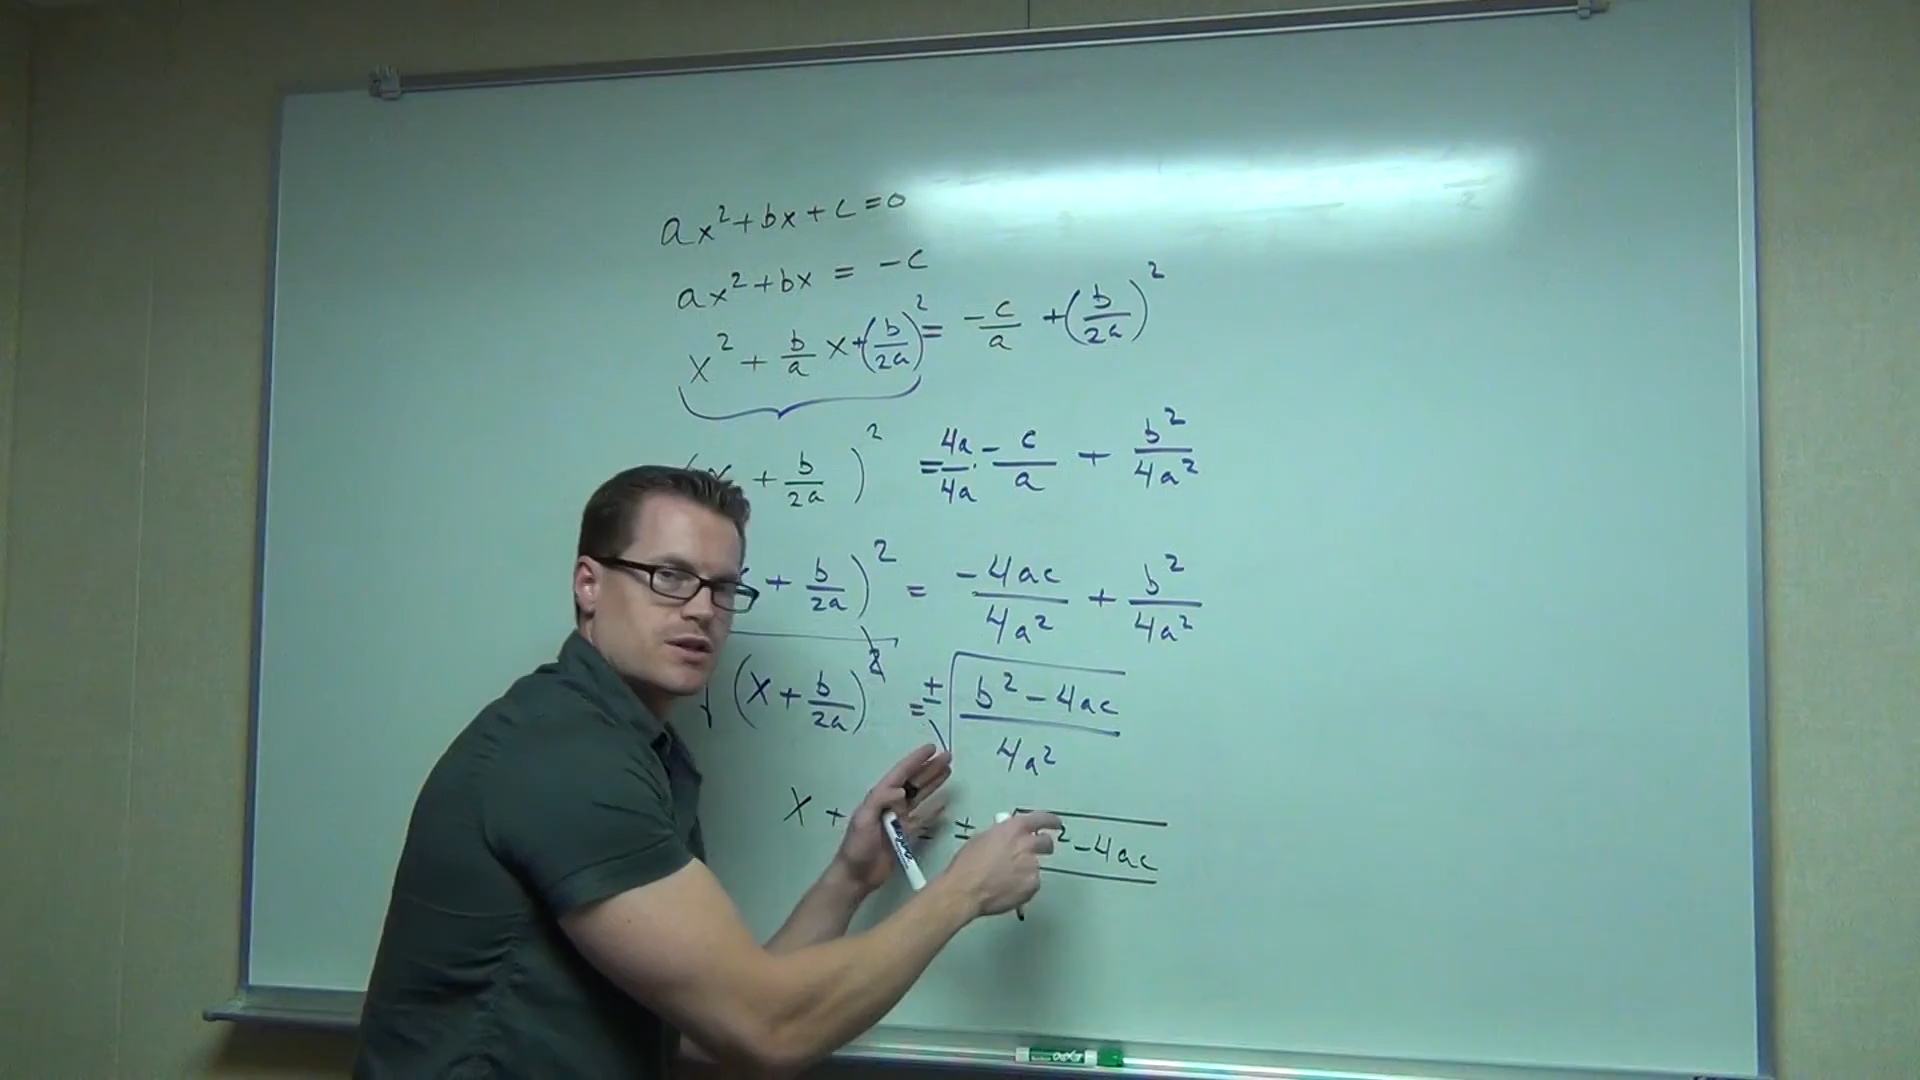 ax²+bx+c=0
ax²+bx = -c
x² + b/a x+(b/2a)² = -c/a +(b/2a)²
(x + b/2a)² = 4a/4a · -c/a + b²/4a²
+ b/2a)² = -4ac/4a² + b²/4a²
√(x + b/2a)² = ±√(b²-4ac/4a²)
x + = ± ²-4ac